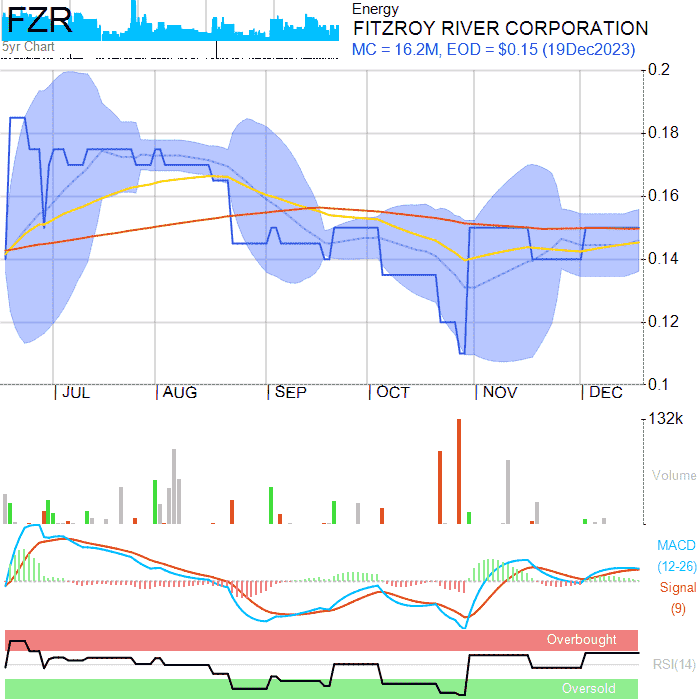 FZR
5yr Chart
Energy
FITZROY RIVER CORPORATION
MC = 16.2M, EOD = $0.15 (19Dec2023)
0.2
0.18
0.16
0.14
0.12
0.1
JUL
AUG
SEP
OCT
NOV
DEC
132k
Volume
MACD
(12-26)
Signal
(9)
Overbought
RSI(14)
Oversold